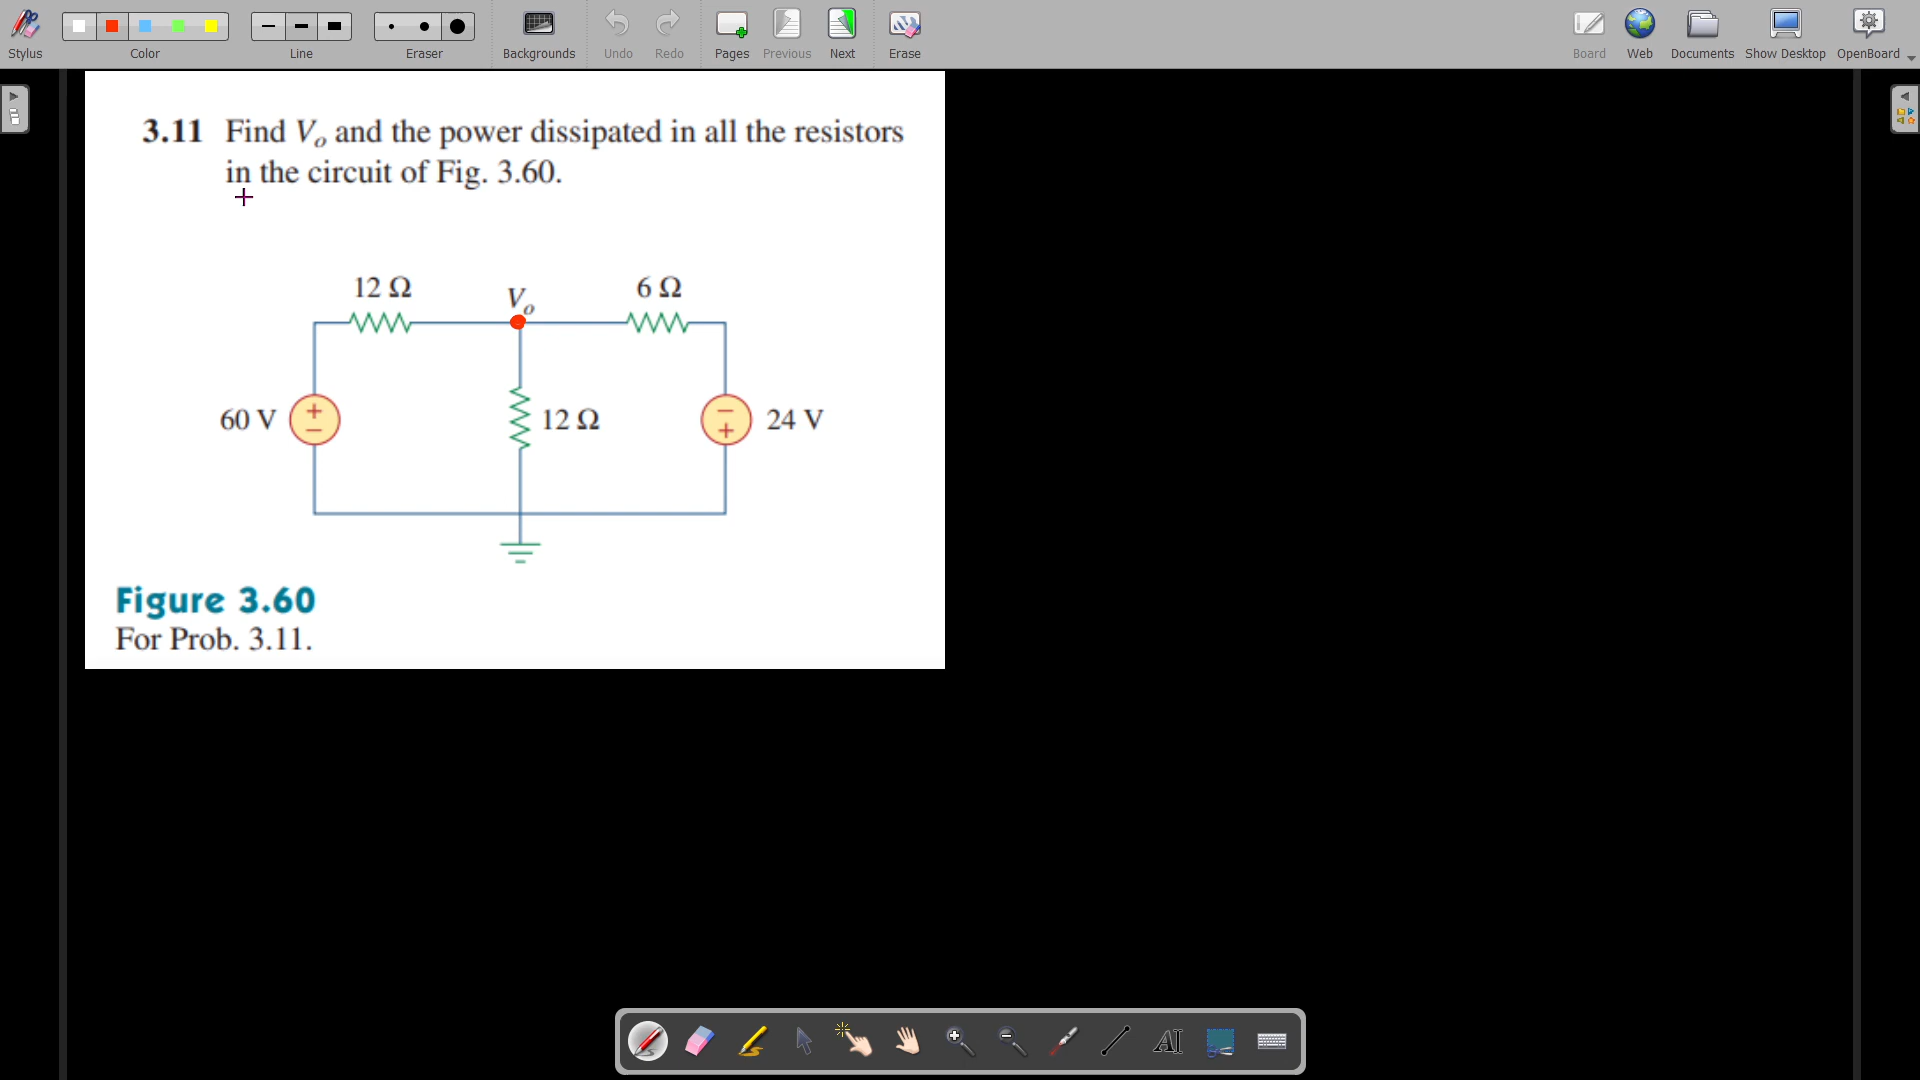 Stylus Color Line Eraser Backgrounds Undo Redo Pages Previous Next Erase Board Web Documents Show Desktop OpenBoard
3.11 Find Vo and the power dissipated in all the resistors
in the circuit of Fig. 3.60.
12 Ω
Vo
6 Ω
60 V
+
−
12 Ω
−
+
24 V
Figure 3.60
For Prob. 3.11.